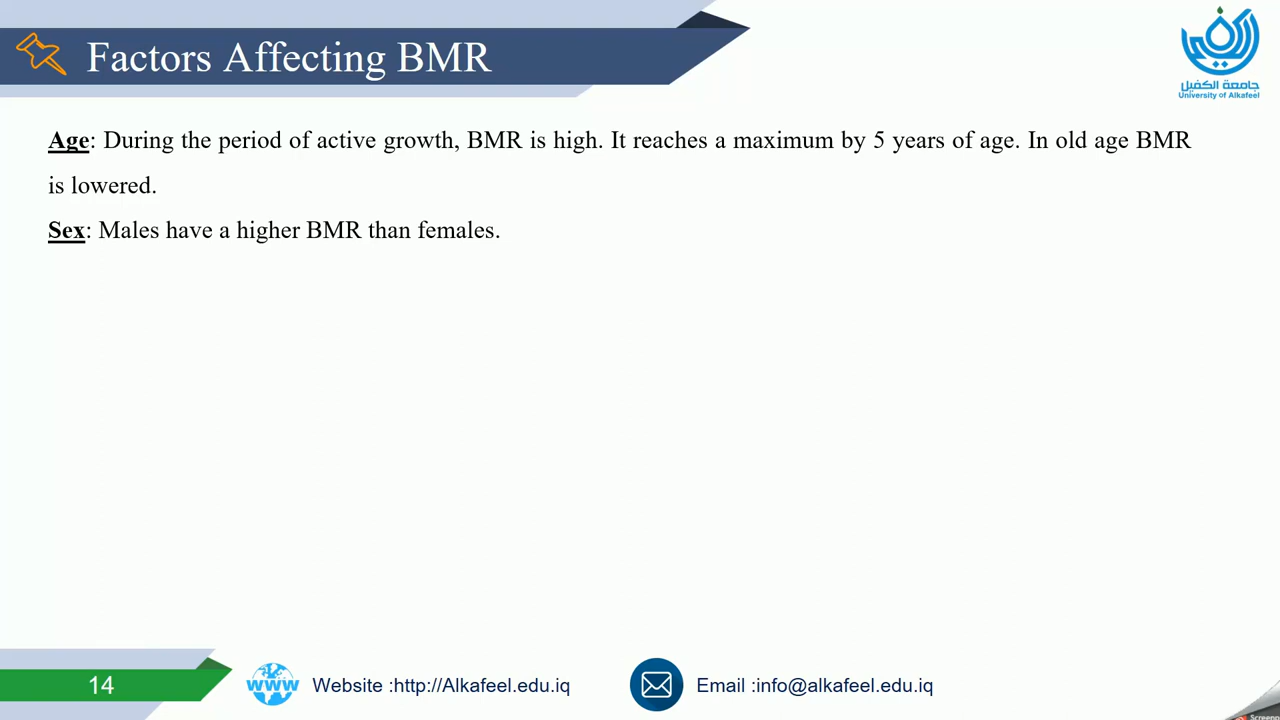 Factors Affecting BMR
جامعة الكفيل
University of Alkafeel
Age: During the period of active growth, BMR is high. It reaches a maximum by 5 years of age. In old age BMR
is lowered.
Sex: Males have a higher BMR than females.
14
WWW
Website :http://Alkafeel.edu.iq
Email :info@alkafeel.edu.iq